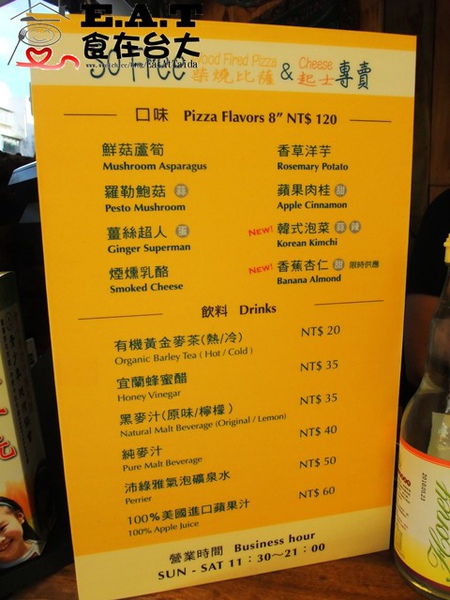 E.A.T
食在台大
SO Free
Wood Fired Pizza
柴燒比薩
&
Cheese
起士
專賣
口味 Pizza Flavors 8" NT$ 120
鮮菇蘆筍
Mushroom Asparagus
香草洋芋
Rosemary Potato
羅勒鮑菇 蒜
Pesto Mushroom
蘋果肉桂 甜
Apple Cinnamon
薑絲超人 蛋
Ginger Superman
NEW! 韓式泡菜 蒜 辣
Korean Kimchi
煙燻乳酪
Smoked Cheese
NEW! 香蕉杏仁 甜 限時供應
Banana Almond
飲料 Drinks
有機黃金麥茶(熱/冷) NT$ 20
Organic Barley Tea ( Hot / Cold )
宜蘭蜂蜜醋 NT$ 35
Honey Vinegar
黑麥汁(原味/檸檬) NT$ 35
Natural Malt Beverage (Original / Lemon)
純麥汁 NT$ 40
Pure Malt Beverage
沛綠雅氣泡礦泉水 NT$ 50
Perrier
100%美國進口蘋果汁 NT$ 60
100% Apple Juice
營業時間 Business hour
SUN - SAT 11：30～21：00
Honey